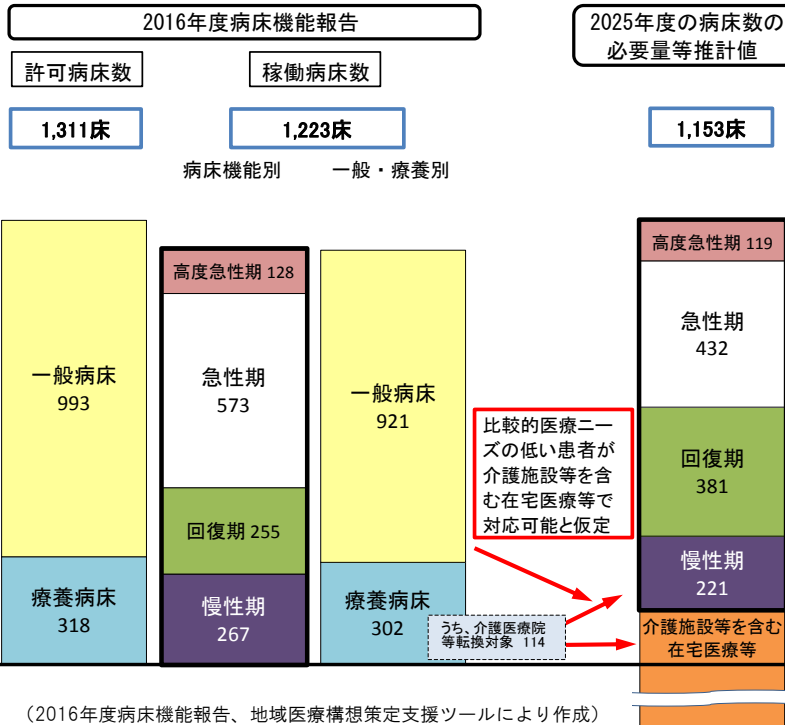 2016年度病床機能報告
2025年度の病床数の
必要量等推計値
許可病床数
稼働病床数
1,311床
1,223床
1,153床
病床機能別
一般・療養別
一般病床
993
療養病床
318
高度急性期 128
急性期
573
回復期 255
慢性期
267
一般病床
921
療養病床
302
比較的医療ニー
ズの低い患者が
介護施設等を含
む在宅医療等で
対応可能と仮定
うち、介護医療院
等転換対象 114
高度急性期 119
急性期
432
回復期
381
慢性期
221
介護施設等を含む
在宅医療等
（2016年度病床機能報告、地域医療構想策定支援ツールにより作成）